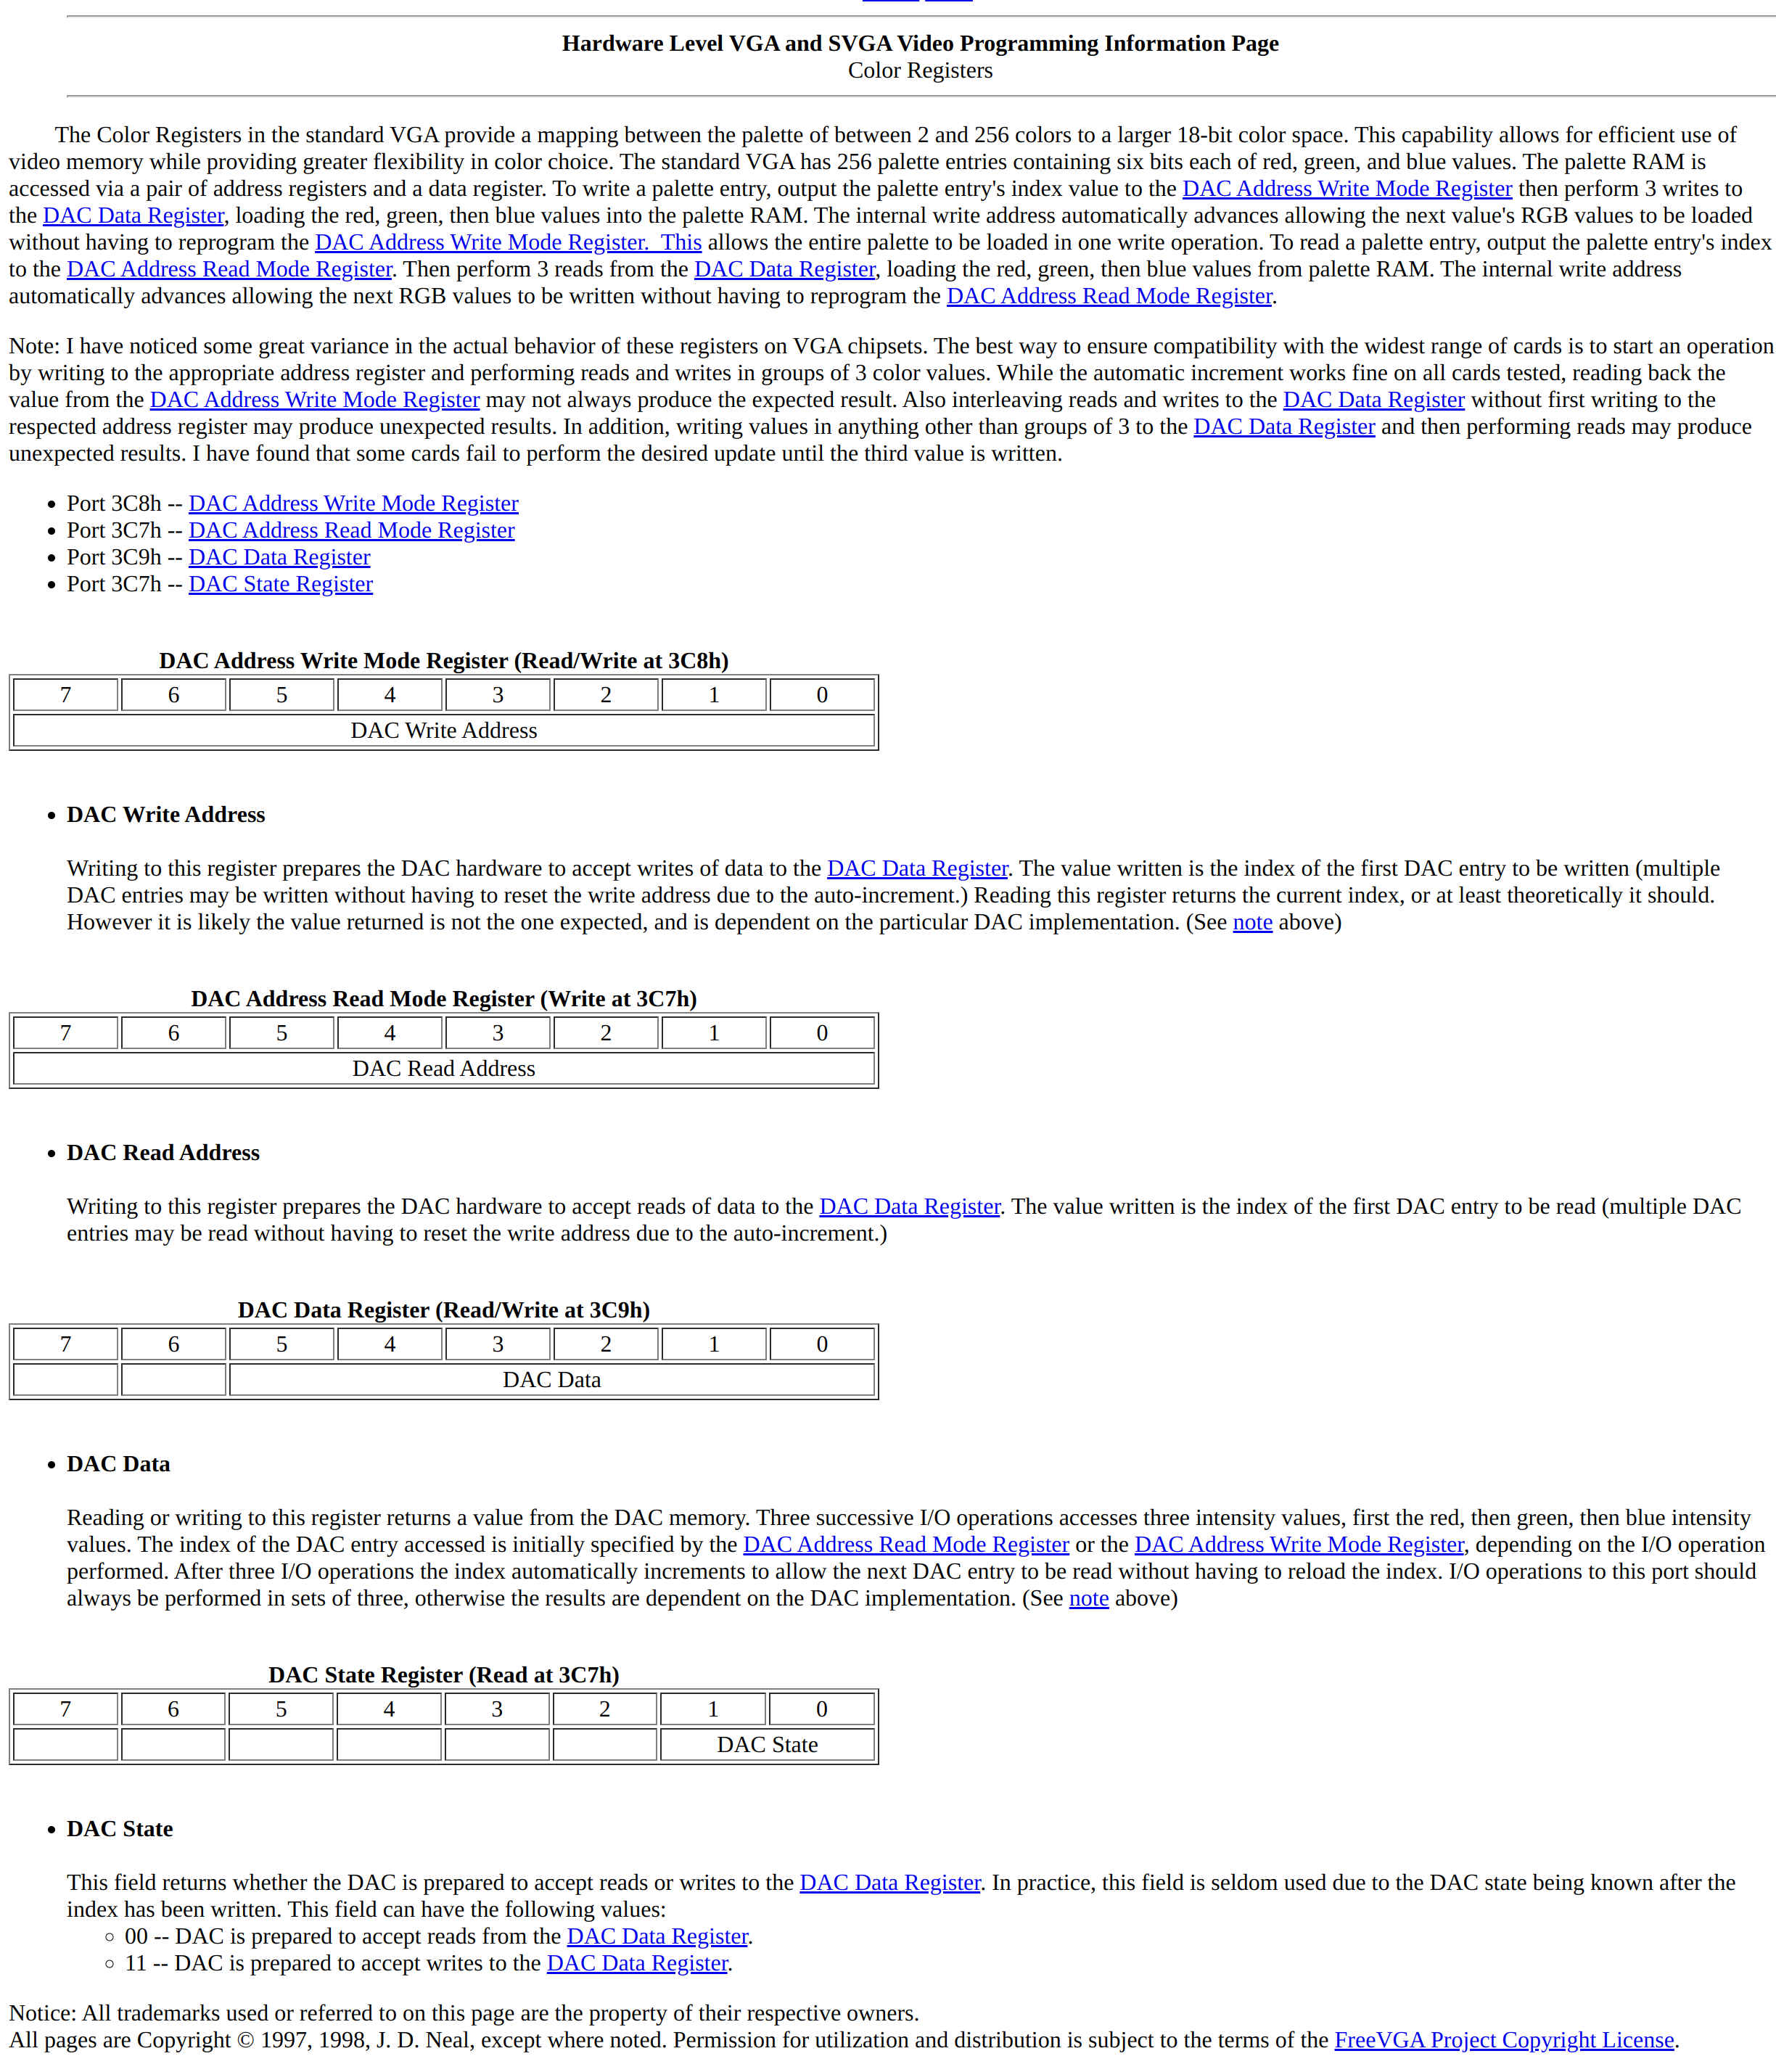 Hardware Level VGA and SVGA Video Programming Information Page
Color Registers
The Color Registers in the standard VGA provide a mapping between the palette of between 2 and 256 colors to a larger 18-bit color space. This capability allows for efficient use of
video memory while providing greater flexibility in color choice. The standard VGA has 256 palette entries containing six bits each of red, green, and blue values. The palette RAM is
accessed via a pair of address registers and a data register. To write a palette entry, output the palette entry's index value to the DAC Address Write Mode Register then perform 3 writes to
the DAC Data Register, loading the red, green, then blue values into the palette RAM. The internal write address automatically advances allowing the next value's RGB values to be loaded
without having to reprogram the DAC Address Write Mode Register.  This allows the entire palette to be loaded in one write operation. To read a palette entry, output the palette entry's index
to the DAC Address Read Mode Register. Then perform 3 reads from the DAC Data Register, loading the red, green, then blue values from palette RAM. The internal write address
automatically advances allowing the next RGB values to be written without having to reprogram the DAC Address Read Mode Register.
Note: I have noticed some great variance in the actual behavior of these registers on VGA chipsets. The best way to ensure compatibility with the widest range of cards is to start an operation
by writing to the appropriate address register and performing reads and writes in groups of 3 color values. While the automatic increment works fine on all cards tested, reading back the
value from the DAC Address Write Mode Register may not always produce the expected result. Also interleaving reads and writes to the DAC Data Register without first writing to the
respected address register may produce unexpected results. In addition, writing values in anything other than groups of 3 to the DAC Data Register and then performing reads may produce
unexpected results. I have found that some cards fail to perform the desired update until the third value is written.
• Port 3C8h -- DAC Address Write Mode Register
• Port 3C7h -- DAC Address Read Mode Register
• Port 3C9h -- DAC Data Register
• Port 3C7h -- DAC State Register
DAC Address Write Mode Register (Read/Write at 3C8h)
7 6 5 4 3 2 1 0
DAC Write Address
• DAC Write Address
Writing to this register prepares the DAC hardware to accept writes of data to the DAC Data Register. The value written is the index of the first DAC entry to be written (multiple
DAC entries may be written without having to reset the write address due to the auto-increment.) Reading this register returns the current index, or at least theoretically it should.
However it is likely the value returned is not the one expected, and is dependent on the particular DAC implementation. (See note above)
DAC Address Read Mode Register (Write at 3C7h)
7 6 5 4 3 2 1 0
DAC Read Address
• DAC Read Address
Writing to this register prepares the DAC hardware to accept reads of data to the DAC Data Register. The value written is the index of the first DAC entry to be read (multiple DAC
entries may be read without having to reset the write address due to the auto-increment.)
DAC Data Register (Read/Write at 3C9h)
7 6 5 4 3 2 1 0
DAC Data
• DAC Data
Reading or writing to this register returns a value from the DAC memory. Three successive I/O operations accesses three intensity values, first the red, then green, then blue intensity
values. The index of the DAC entry accessed is initially specified by the DAC Address Read Mode Register or the DAC Address Write Mode Register, depending on the I/O operation
performed. After three I/O operations the index automatically increments to allow the next DAC entry to be read without having to reload the index. I/O operations to this port should
always be performed in sets of three, otherwise the results are dependent on the DAC implementation. (See note above)
DAC State Register (Read at 3C7h)
7 6 5 4 3 2 1 0
DAC State
• DAC State
This field returns whether the DAC is prepared to accept reads or writes to the DAC Data Register. In practice, this field is seldom used due to the DAC state being known after the
index has been written. This field can have the following values:
◦ 00 -- DAC is prepared to accept reads from the DAC Data Register.
◦ 11 -- DAC is prepared to accept writes to the DAC Data Register.
Notice: All trademarks used or referred to on this page are the property of their respective owners.
All pages are Copyright © 1997, 1998, J. D. Neal, except where noted. Permission for utilization and distribution is subject to the terms of the FreeVGA Project Copyright License.